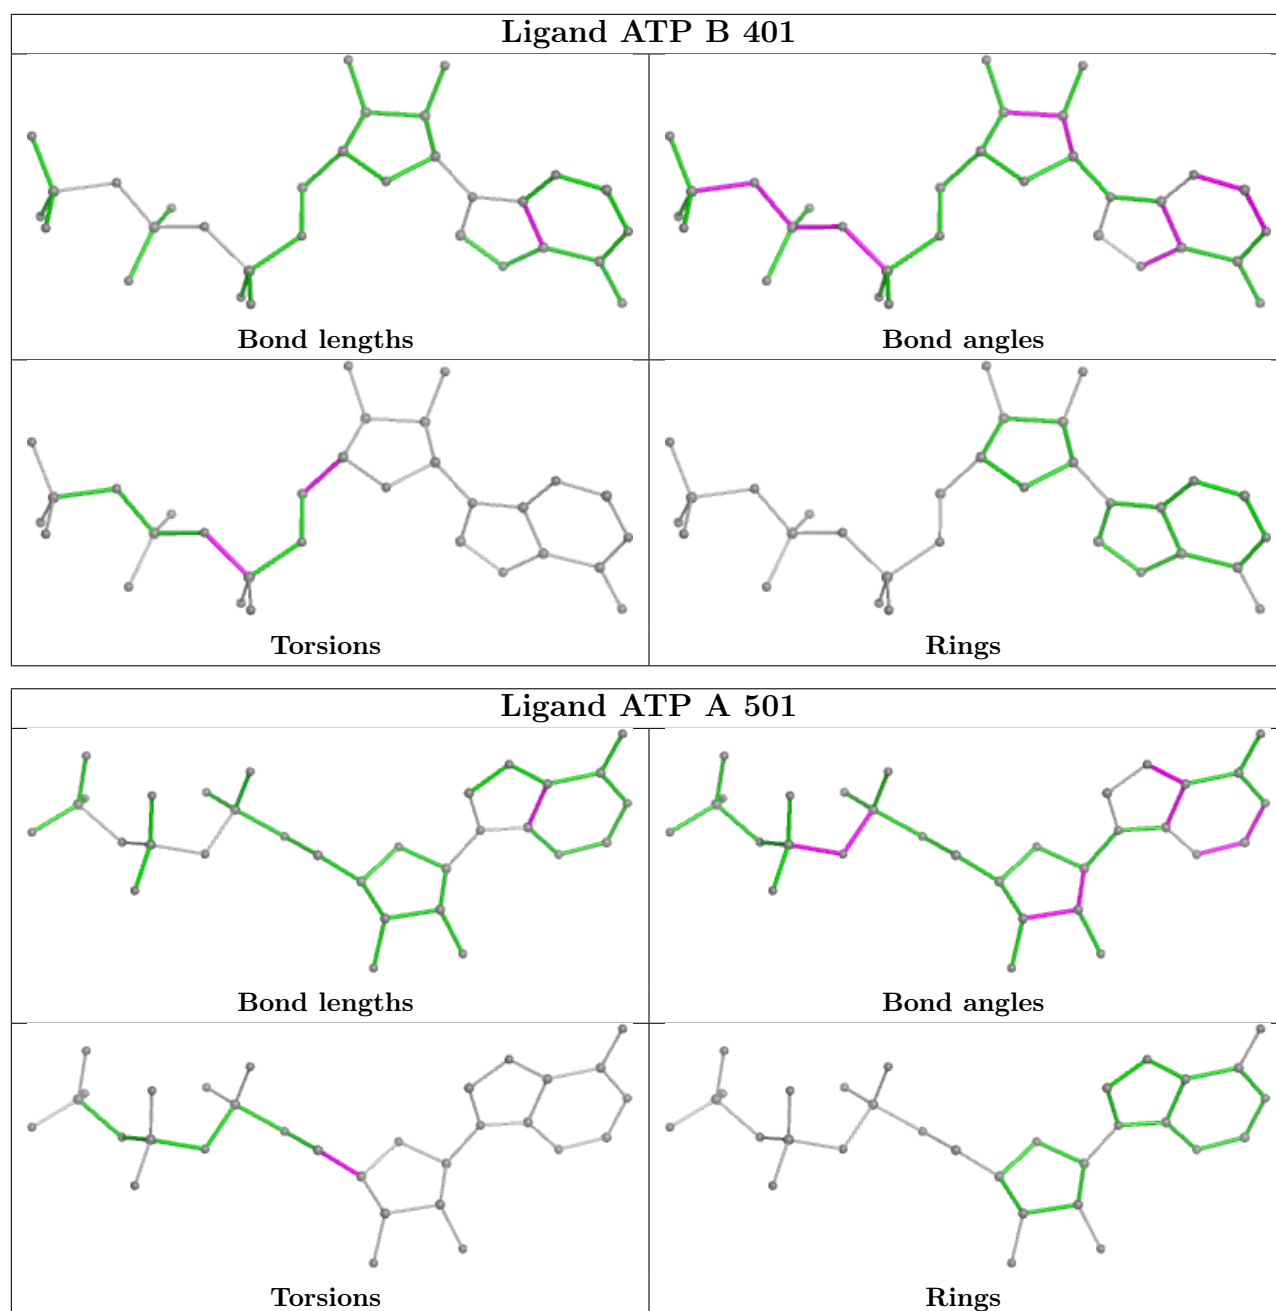 Ligand ATP B 401
Bond lengths
Bond angles
Torsions
Rings
Ligand ATP A 501
Bond lengths
Bond angles
Torsions
Rings